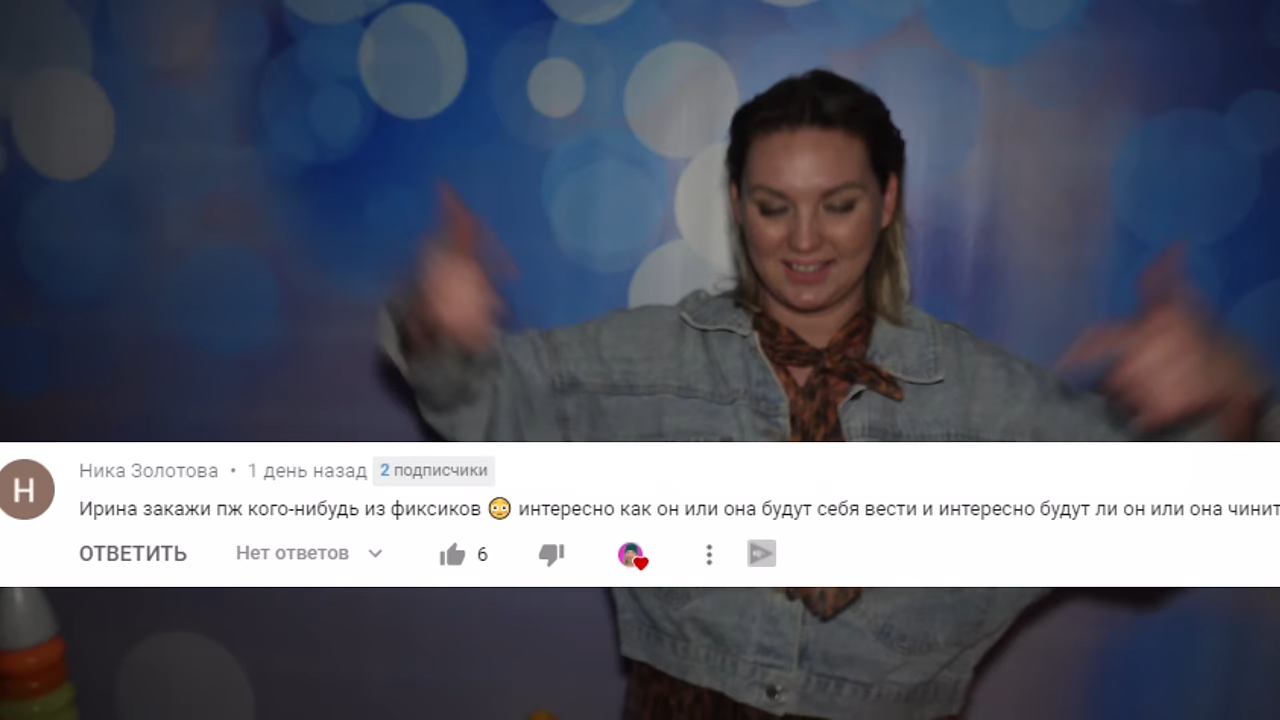 Н
Ника Золотова • 1 день назад 2 подписчики
Ирина закажи пж кого-нибудь из фиксиков 😳 интересно как он или она будут себя вести и интересно будут ли он или она чинит
ОТВЕТИТЬ Нет ответов 6